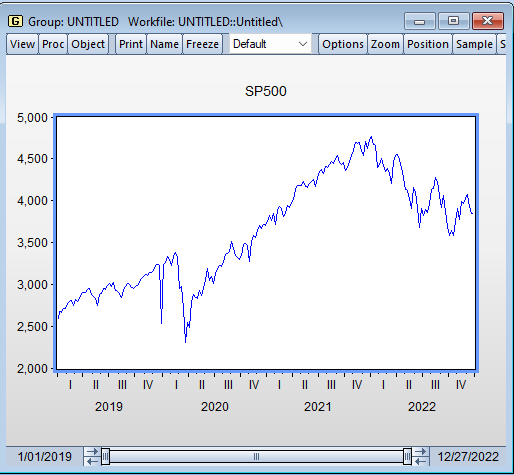 Group: UNTITLED Workfile: UNTITLED::Untitled\
View Proc Object Print Name Freeze Default Options Zoom Position Sample S
SP500
5,000
4,500
4,000
3,500
3,000
2,500
2,000
I II III IV I II III IV I II III IV I II III IV
2019 2020 2021 2022
1/01/2019 12/27/2022